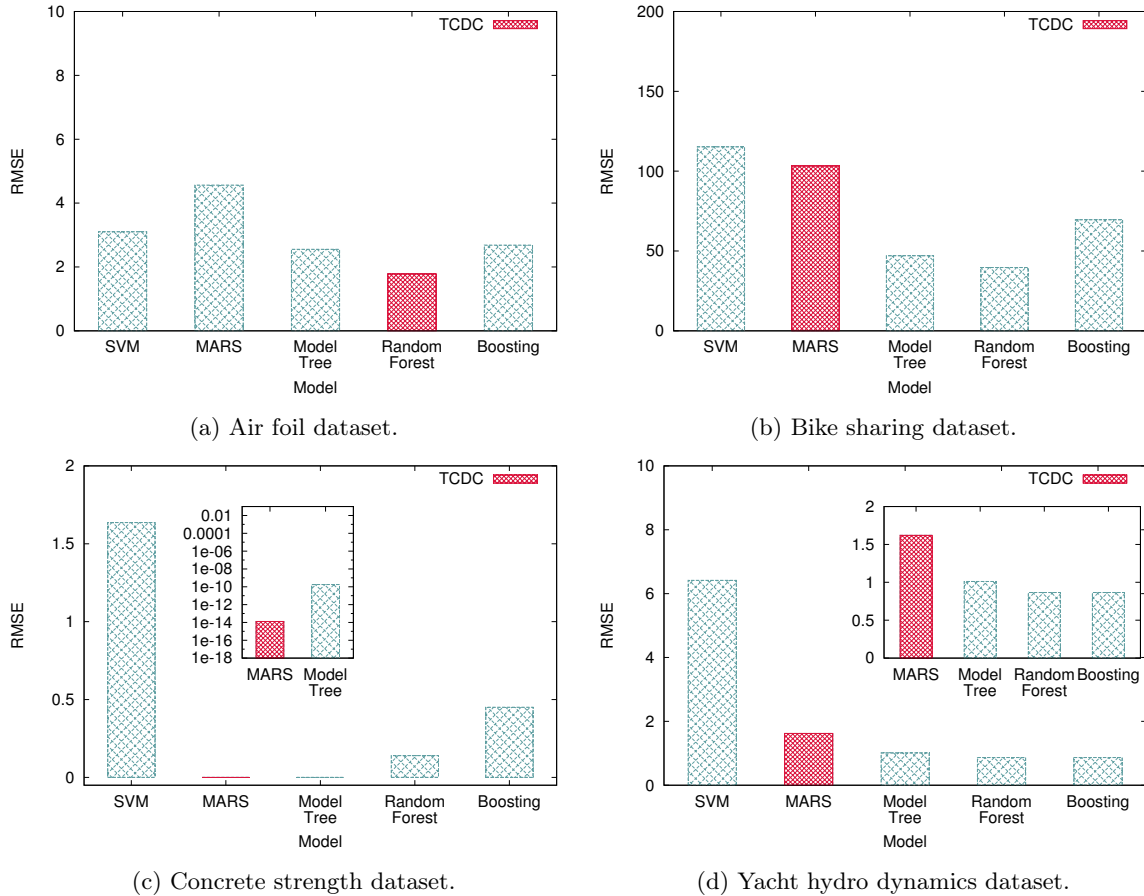 10
8
6
4
2
0
RMSE
TCDC
SVM
MARS
Model
Tree
Random
Forest
Boosting
Model
(a) Air foil dataset.
200
150
100
50
0
RMSE
TCDC
SVM
MARS
Model
Tree
Random
Forest
Boosting
Model
(b) Bike sharing dataset.
2
1.5
1
0.5
0
RMSE
TCDC
0.01
0.0001
1e-06
1e-08
1e-10
1e-12
1e-14
1e-16
1e-18
MARS
Model
Tree
SVM
MARS
Model
Tree
Random
Forest
Boosting
Model
(c) Concrete strength dataset.
10
8
6
4
2
0
RMSE
TCDC
2
1.5
1
0.5
0
MARS
Model
Tree
Random
Forest
Boosting
SVM
MARS
Model
Tree
Random
Forest
Boosting
Model
(d) Yacht hydro dynamics dataset.